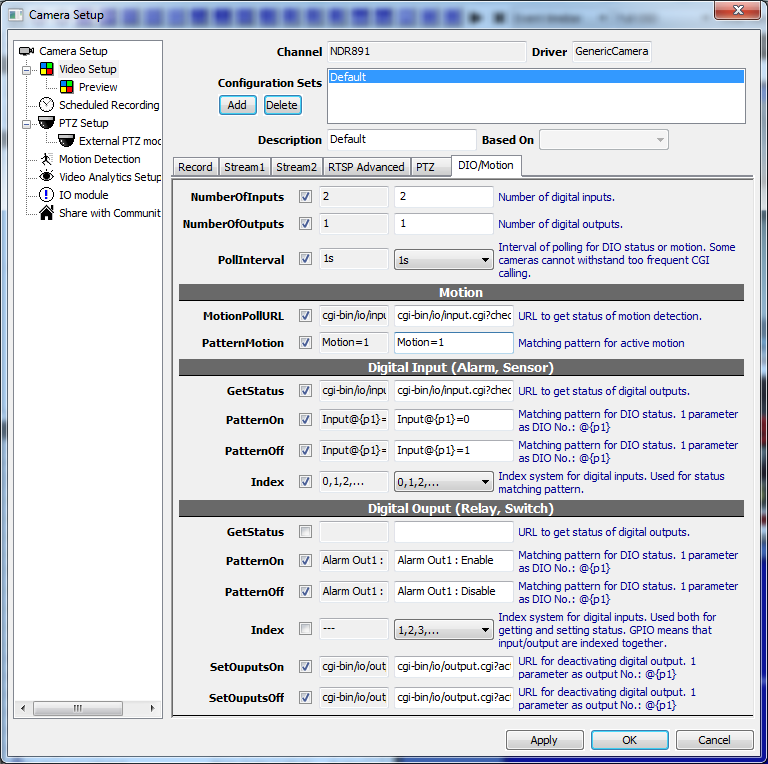 Camera Setup
Camera Setup
Video Setup
Preview
Scheduled Recording
PTZ Setup
External PTZ mod
Motion Detection
Video Analytics Setup
IO module
Share with Communit
Channel NDR891 Driver GenericCamera
Configuration Sets Default
Add Delete
Description Default Based On
Record Stream1 Stream2 RTSP Advanced PTZ DIO/Motion
NumberOfInputs 2 2 Number of digital inputs.
NumberOfOutputs 1 1 Number of digital outputs.
PollInterval 1s 1s Interval of polling for DIO status or motion. Some
cameras cannot withstand too frequent CGI
calling.
Motion
MotionPollURL cgi-bin/io/inpu cgi-bin/io/input.cgi?chec URL to get status of motion detection.
PatternMotion Motion=1 Motion=1 Matching pattern for active motion
Digital Input (Alarm, Sensor)
GetStatus cgi-bin/io/inpu cgi-bin/io/input.cgi?chec URL to get status of digital outputs.
PatternOn Input@{p1}= Input@{p1}=0 Matching pattern for DIO status. 1 parameter
as DIO No.: @{p1}
PatternOff Input@{p1}= Input@{p1}=1 Matching pattern for DIO status. 1 parameter
as DIO No.: @{p1}
Index 0,1,2,... 0,1,2,... Index system for digital inputs. Used for status
matching pattern.
Digital Ouput (Relay, Switch)
GetStatus URL to get status of digital outputs.
PatternOn Alarm Out1 : Alarm Out1 : Enable Matching pattern for DIO status. 1 parameter
as DIO No.: @{p1}
PatternOff Alarm Out1 : Alarm Out1 : Disable Matching pattern for DIO status. 1 parameter
as DIO No.: @{p1}
Index --- 1,2,3,... Index system for digital inputs. Used both for
getting and setting status. GPIO means that
input/output are indexed together.
SetOuputsOn cgi-bin/io/out cgi-bin/io/output.cgi?act URL for deactivating digital output. 1
parameter as output No.: @{p1}
SetOuputsOff cgi-bin/io/out cgi-bin/io/output.cgi?act URL for deactivating digital output. 1
parameter as output No.: @{p1}
Apply OK Cancel